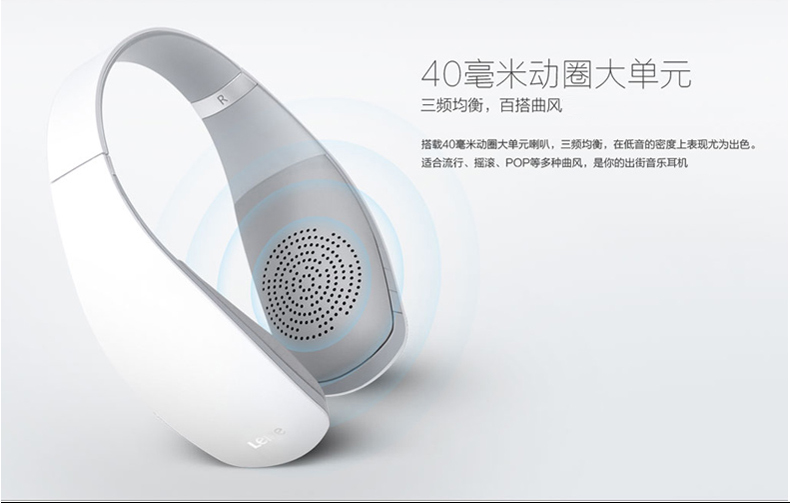 40毫米动圈大单元
三频均衡，百搭曲风
搭载40毫米动圈大单元喇叭，三频均衡，在低音的密度上表现尤为出色。
适合流行、摇滚、POP等多种曲风，是你的出街音乐耳机
R
Leme